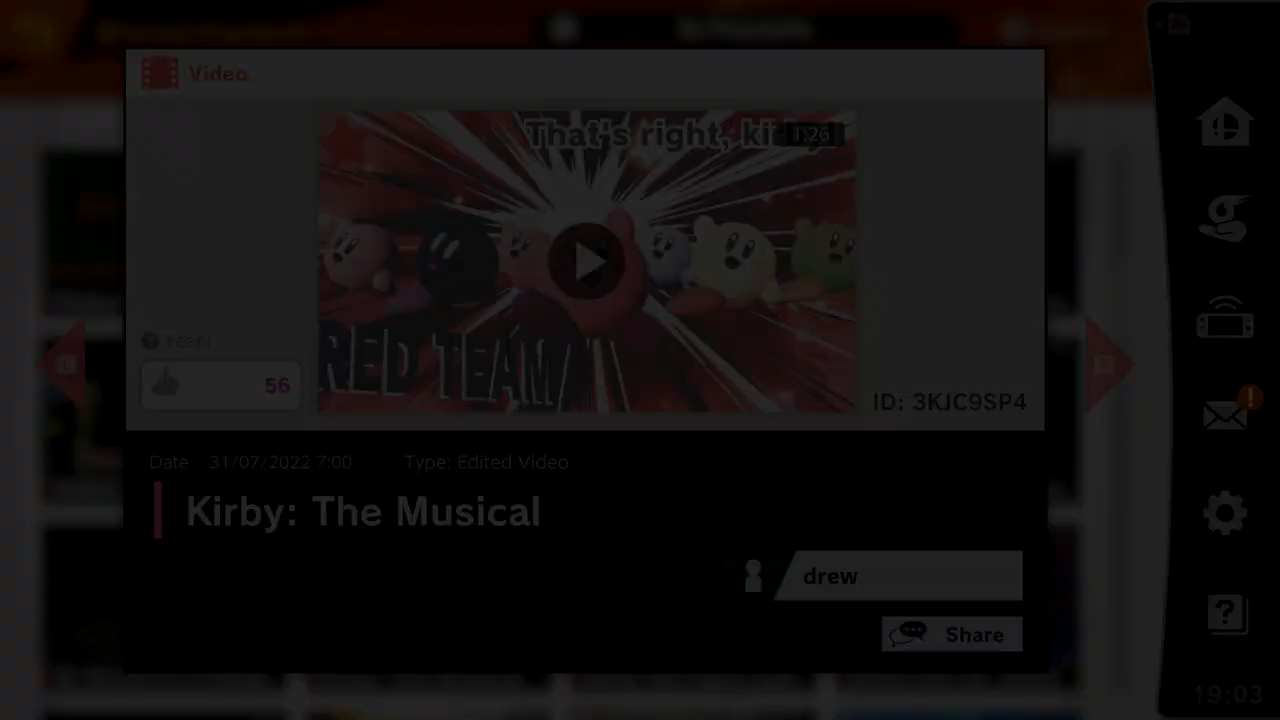 Video
That's right, ki
1:26
RED TEAM
Yeah!
56
ID: 3KJC9SP4
Date 31/07/2022 7:00 Type: Edited Video
Kirby: The Musical
drew
Share
19:03